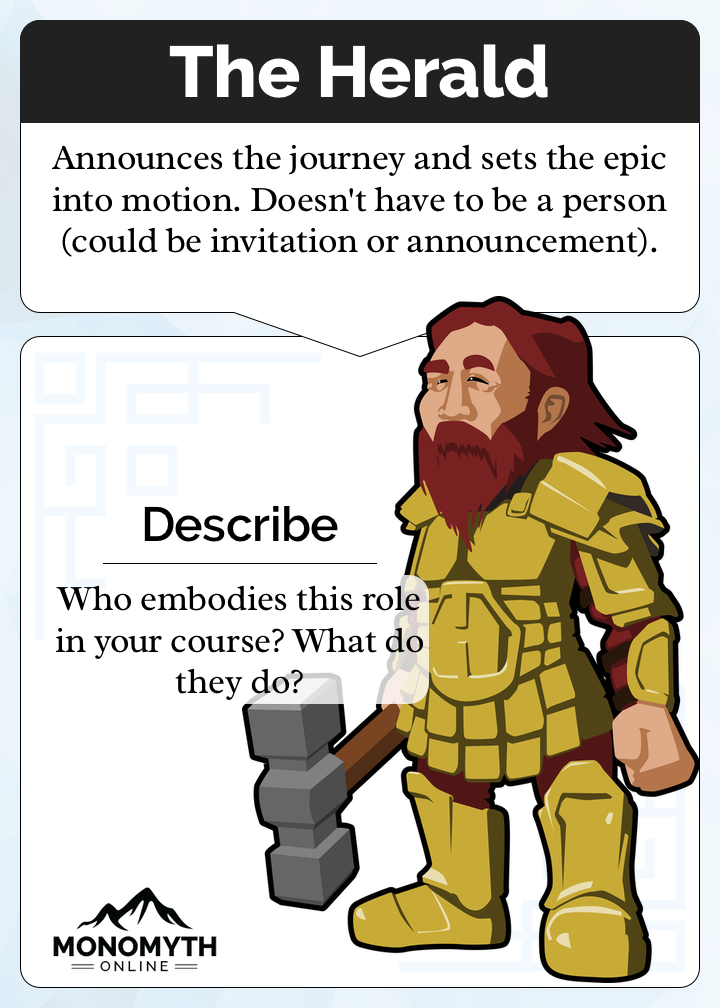 The Herald
Announces the journey and sets the epic
into motion. Doesn't have to be a person
(could be invitation or announcement).
Describe
Who embodies this role
in your course? What do
they do?
MONOMYTH
ONLINE